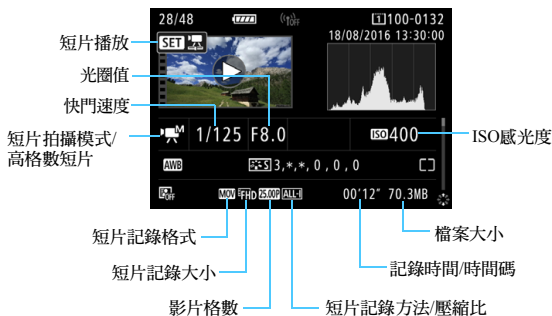 28/48 OFF 1 100-0132
18/08/2016 13:30:00
短片播放 SET
光圈值
快門速度
短片拍攝模式/
高格數短片
M 1/125 F8.0 ISO 400
ISO感光度
AWB S 3,*,*,0,0,0
OFF MOV FHD 25.00P ALL-I 00'12" 70.3MB
短片記錄格式
檔案大小
短片記錄大小
記錄時間/時間碼
影片格數
短片記錄方法/壓縮比